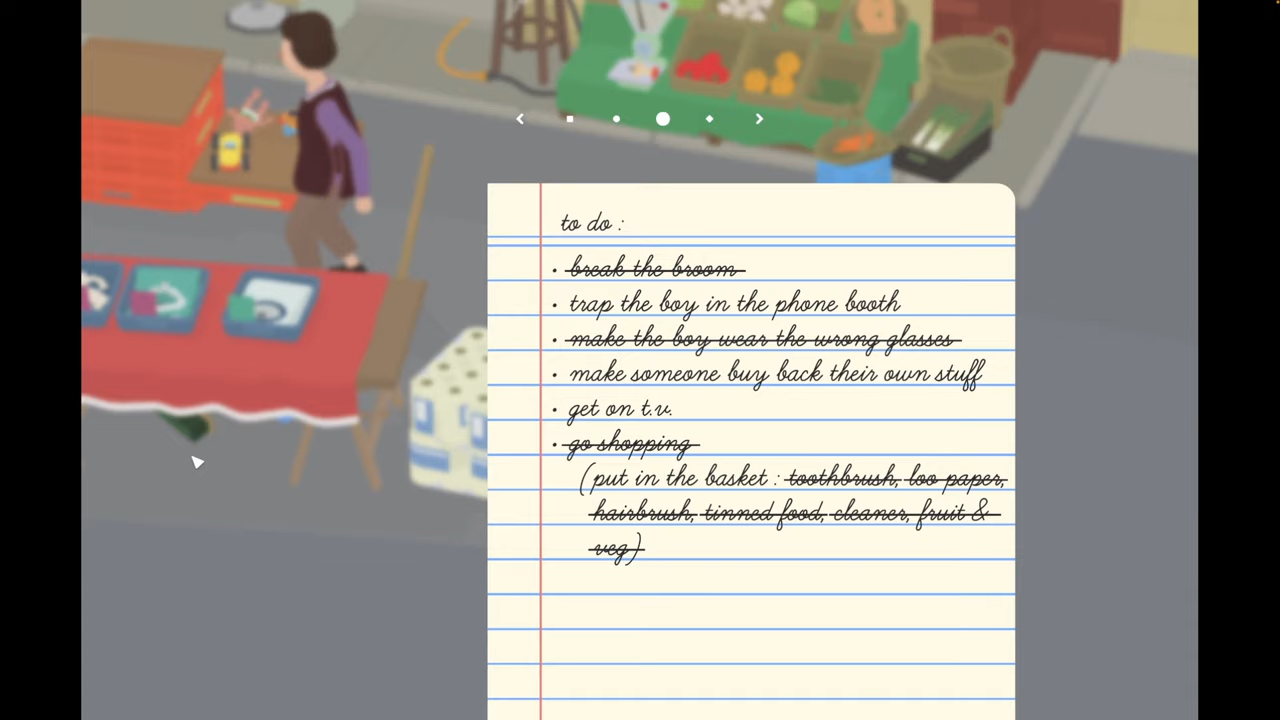 to do :
• break the broom
• trap the boy in the phone booth
• make the boy wear the wrong glasses
• make someone buy back their own stuff
• get on t.v.
• go shopping
(put in the basket : toothbrush, loo paper,
hairbrush, tinned food, cleaner, fruit &
veg)